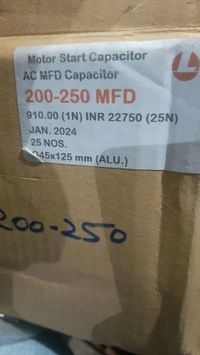 Motor Start Capacitor
AC MFD Capacitor
200-250 MFD
910.00 (1N) INR 22750 (25N)
JAN. 2024
25 NOS.
45x125 mm (ALU.)
200-250